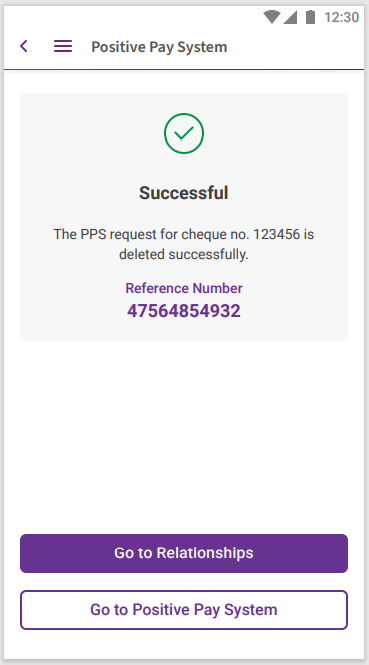 12:30
Positive Pay System
Successful
The PPS request for cheque no. 123456 is
deleted successfully.
Reference Number
47564854932
Go to Relationships
Go to Positive Pay System